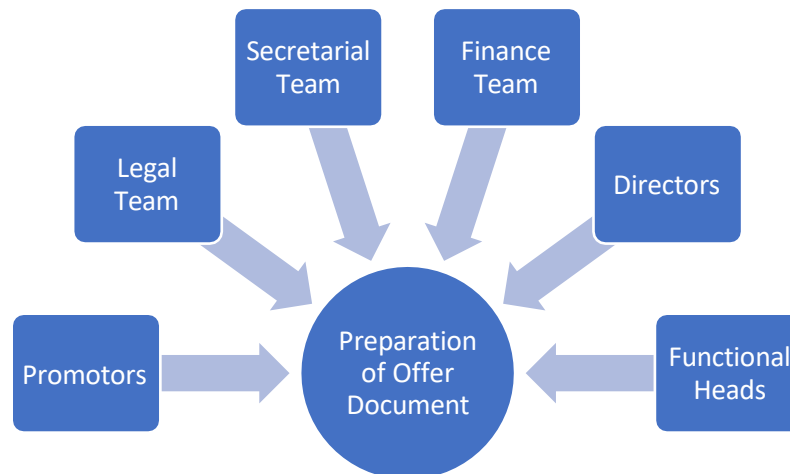 Secretarial
Team
Finance
Team
Legal
Team
Directors
Promotors
Preparation
of Offer
Document
Functional
Heads